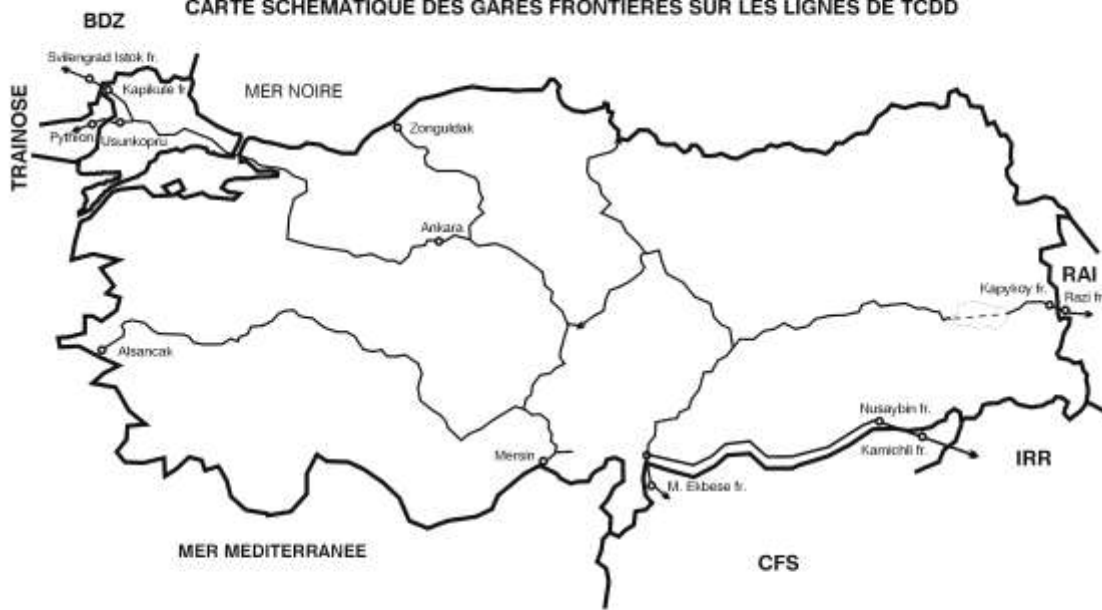 CARTE SCHEMATIQUE DES GARES FRONTIERES SUR LES LIGNES DE TCDD
BDZ
Svilengrad Istok fr.
Kapikule fr.
MER NOIRE
TRAINOSE
Pythion
Usunkopru
Zonguldak
Ankara
RAI
Kapyköy fr.
Razi fr.
Alsancak
Nusaybin fr.
Kamichli fr.
IRR
Mersin
M. Ekbese fr.
MER MEDITERRANEE
CFS